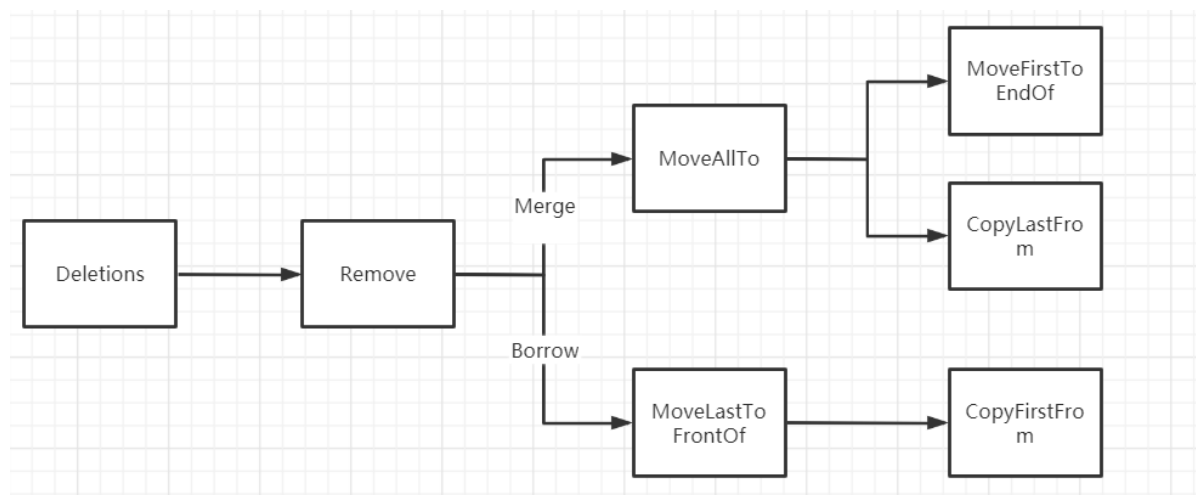 Deletions
Remove
Merge
Borrow
MoveAllTo
MoveLastTo
FrontOf
MoveFirstTo
EndOf
CopyLastFro
m
CopyFirstFro
m